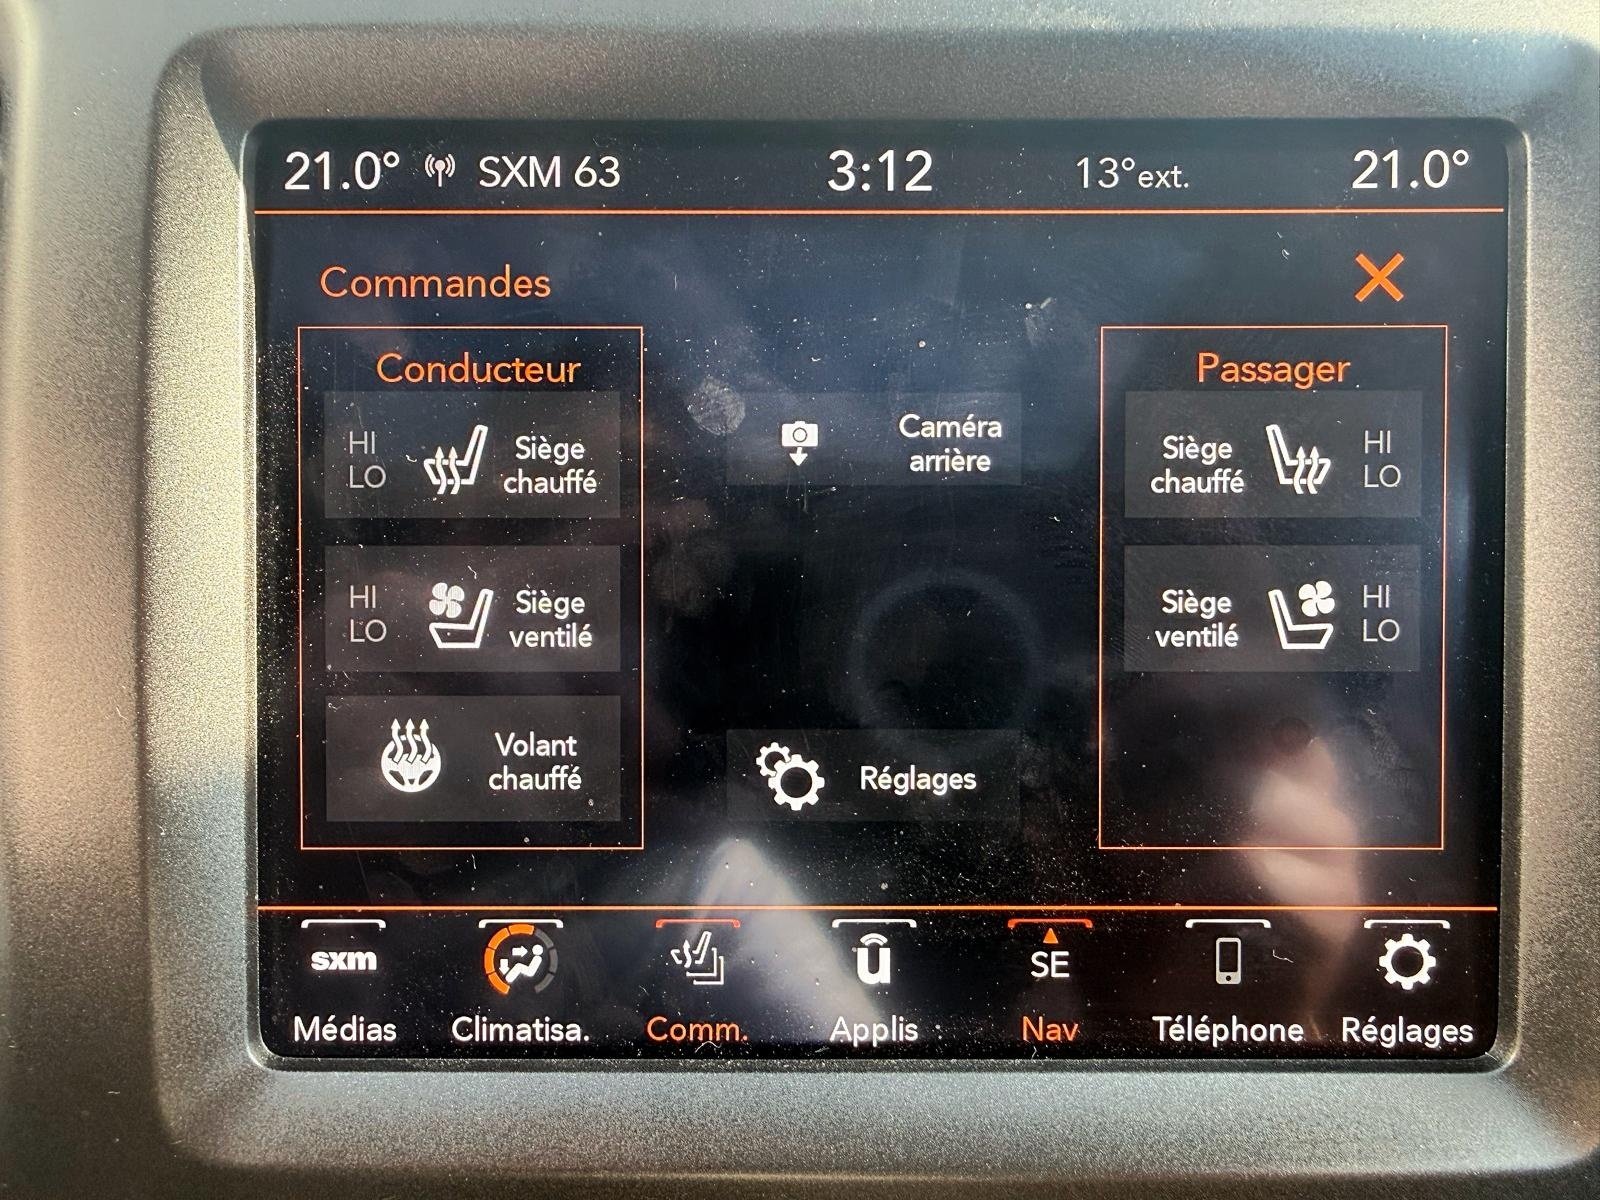 21.0° SXM 63 3:12 13°ext. 21.0°
Commandes
Conducteur
HI
LO
Siège
chauffé
HI
LO
Siège
ventilé
Volant
chauffé
Caméra
arrière
Réglages
Passager
Siège
chauffé
HI
LO
Siège
ventilé
HI
LO
sxm
Médias
Climatisa.
Comm.
u
Applis
SE
Nav
Téléphone
Réglages